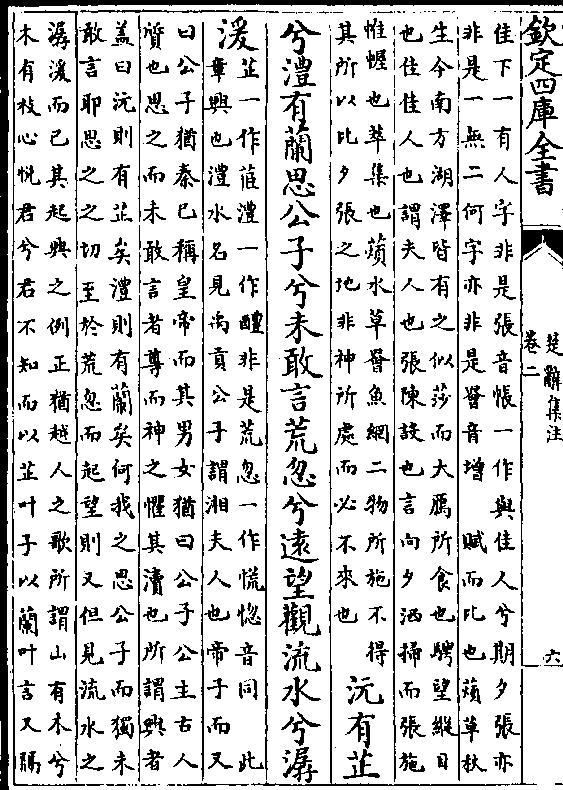 欽定四庫全書
楚辭集注
卷二
六
佳下一有人字非是張音帳一作與佳人兮期夕張亦
非是一無二何字亦非是罾音增 賦而比也薠草秋
生今南方湖澤皆有之似莎而大鴈所食也騁望縱目
也佳佳人也謂夫人也張陳設也言向夕洒掃而張施
帷幄也萃集也薠水草罾魚網二物所施不得
其所以比夕張之地非神所處而必不來也
沅有芷
兮澧有蘭思公子兮未敢言荒忽兮遠望觀流水兮潺
湲
芷一作茝澧一作醴非是荒忽一作慌惚音同 此
章興也澧水名見禹貢公子謂湘夫人也帝子而又
曰公子猶秦已稱皇帝而其男女猶曰公子公主古人
質也思之而未敢言者尊而神之懼其瀆也所謂興者
蓋曰沅則有芷矣澧則有蘭矣何我之思公子而獨未
敢言耶思之之切至於荒忽而起望則又但見流水之
潺湲而已其起興之例正猶越人之歌所謂山有木兮
木有枝心悅君兮君不知而以芷叶子以蘭叶言又隔